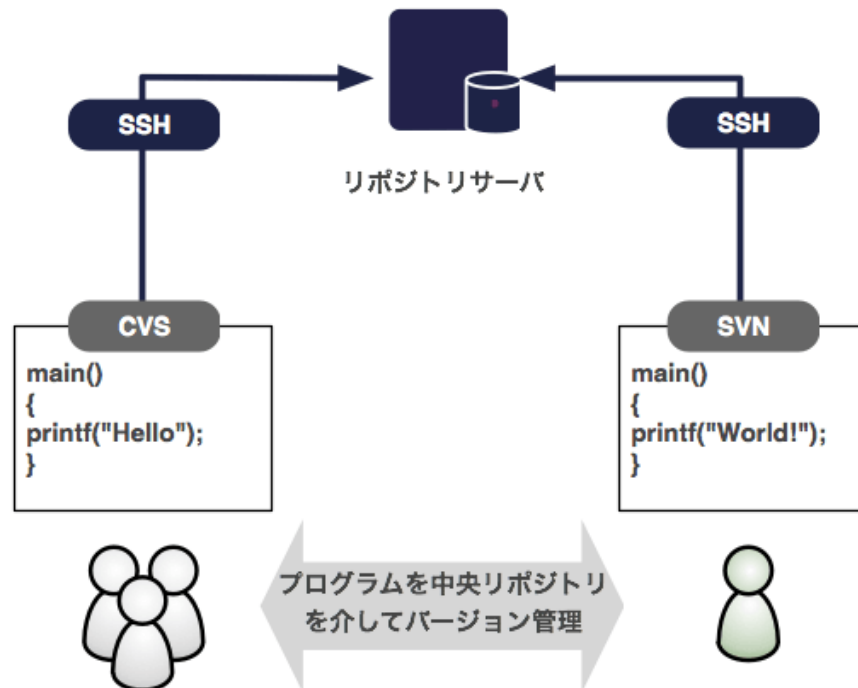 SSH
SSH
リポジトリサーバ
CVS
main()
{
printf("Hello");
}
SVN
main()
{
printf("World!");
}
プログラムを中央リポジトリ
を介してバージョン管理